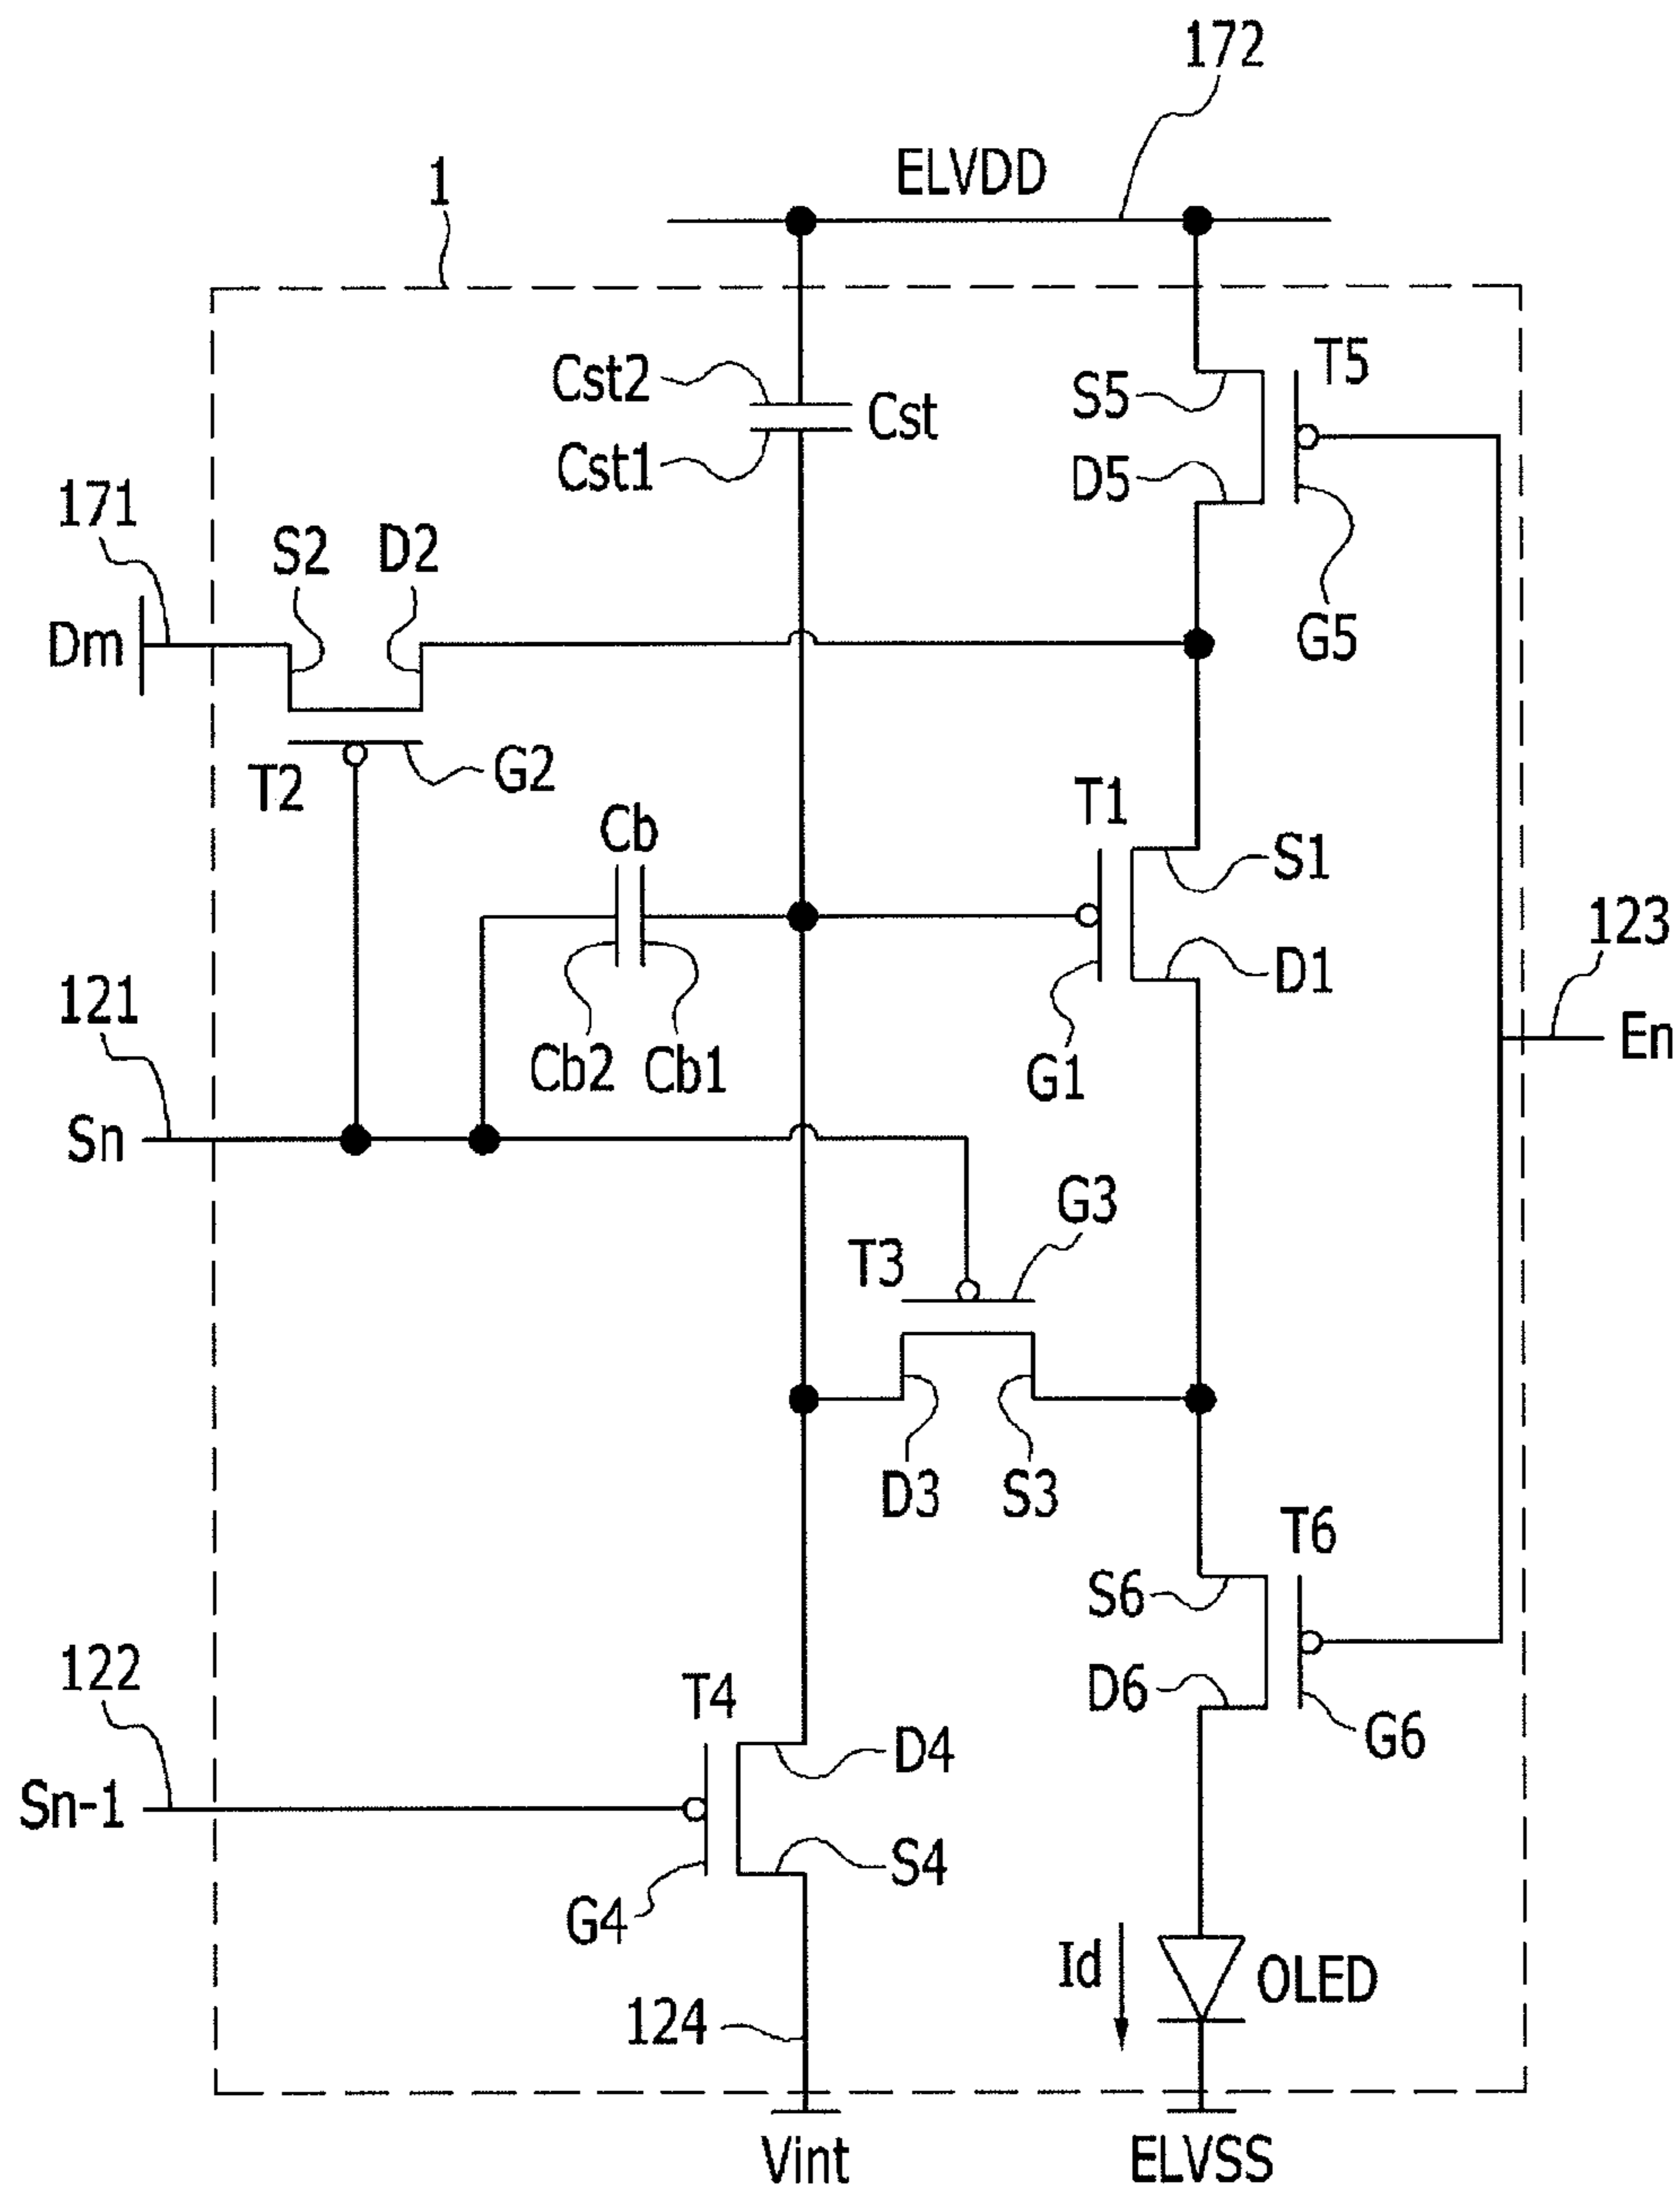 172
ELVDD
1
T5
Cst2
S5
Cst
Cst1
D5
171
S2
D2
G5
Dm
G2
T2
T1
Cb
S1
123
D1
121
En
Cb2
Cb1
G1
Sn
G3
T3
D3
S3
T6
S6
122
T4
D6
G6
D4
Sn-1
S4
G4
Id
OLED
124
Vint
ELVSS